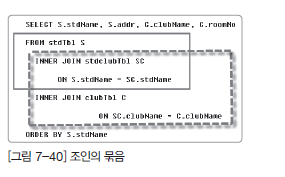 SELECT S.stdName, S.addr, C.clubName, C.roomNo
FROM stdTbl S
INNER JOIN stdclubTbl SC
ON S.stdName = SC.stdName
INNER JOIN clubTbl C
ON SC.clubName = C.clubName
ORDER BY S.stdName
[그림 7-40] 조인의 묶음